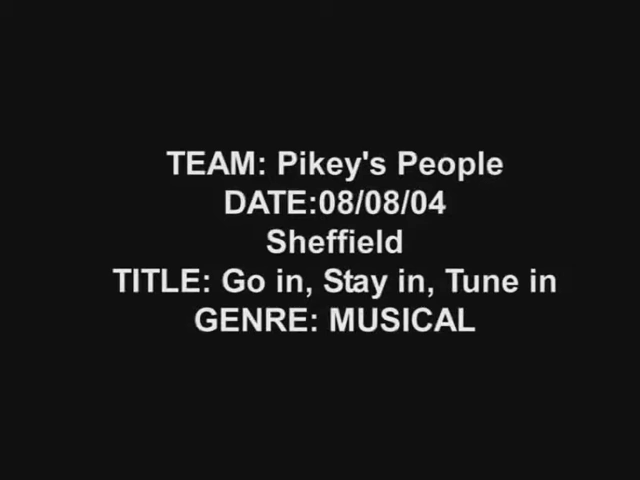 TEAM: Pikey's People
DATE:08/08/04
Sheffield
TITLE: Go in, Stay in, Tune in
GENRE: MUSICAL